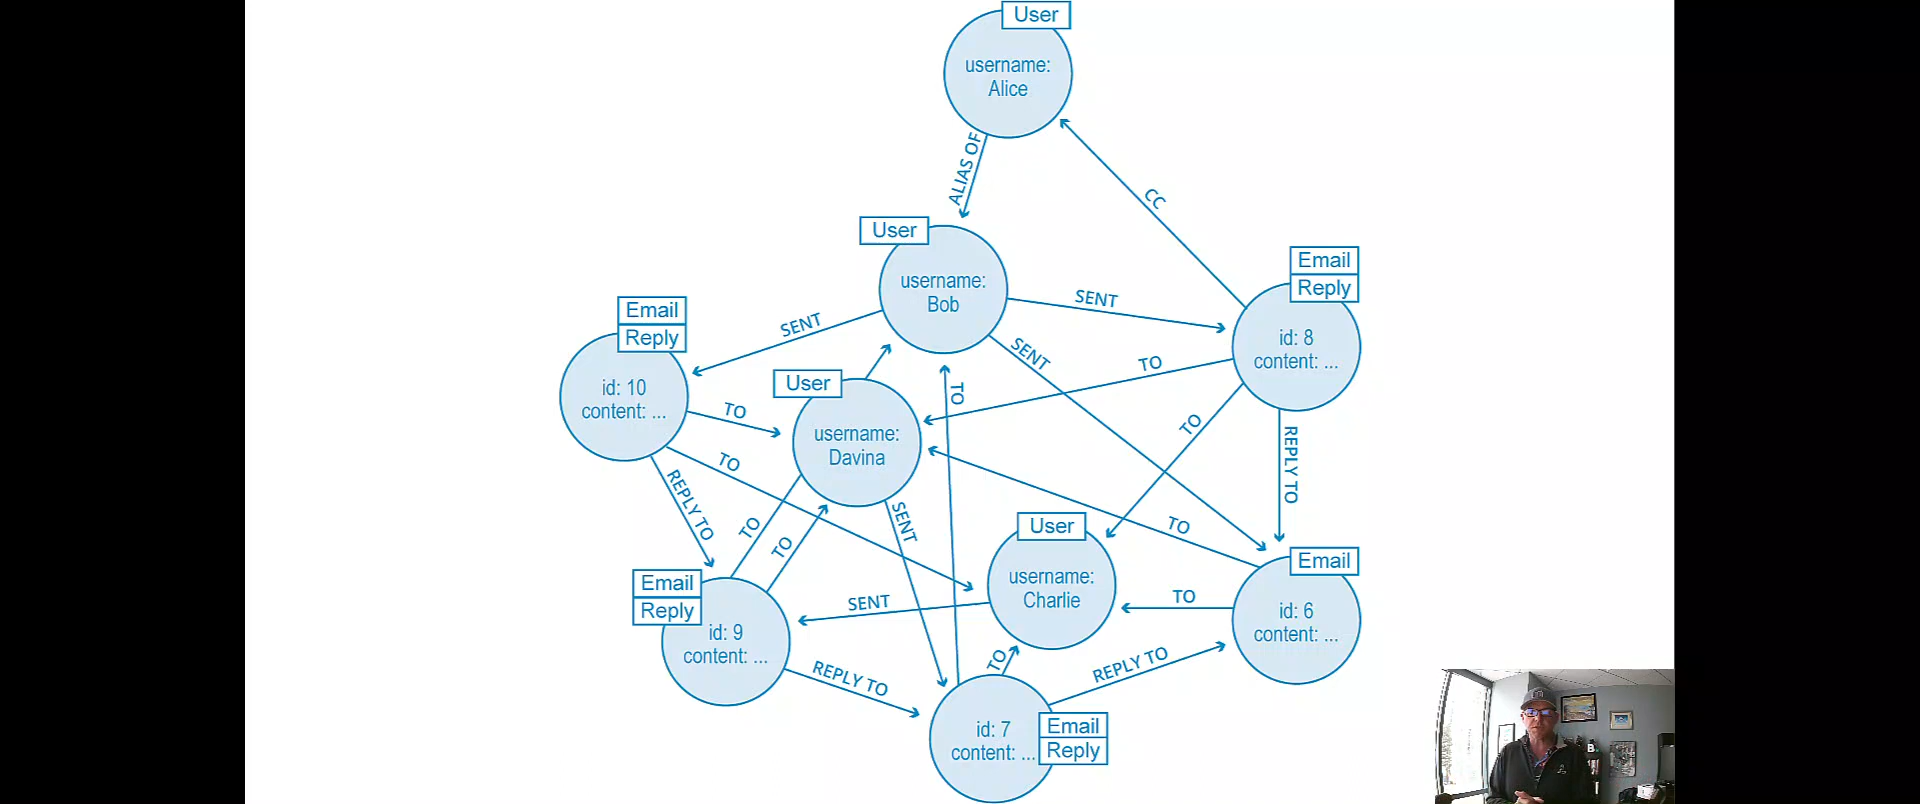 User
username:
Alice
ALIAS OF
CC
User
username:
Bob
Email
Reply
id: 8
content: ...
SENT
SENT
SENT
Email
Reply
id: 10
content: ...
User
username:
Davina
TO
TO
TO
TO
TO
REPLY TO
REPLY TO
TO
TO
SENT
TO
User
username:
Charlie
Email
id: 6
content: ...
TO
SENT
Email
Reply
id: 9
content: ...
REPLY TO
TO
REPLY TO
id: 7
content: ...
Email
Reply